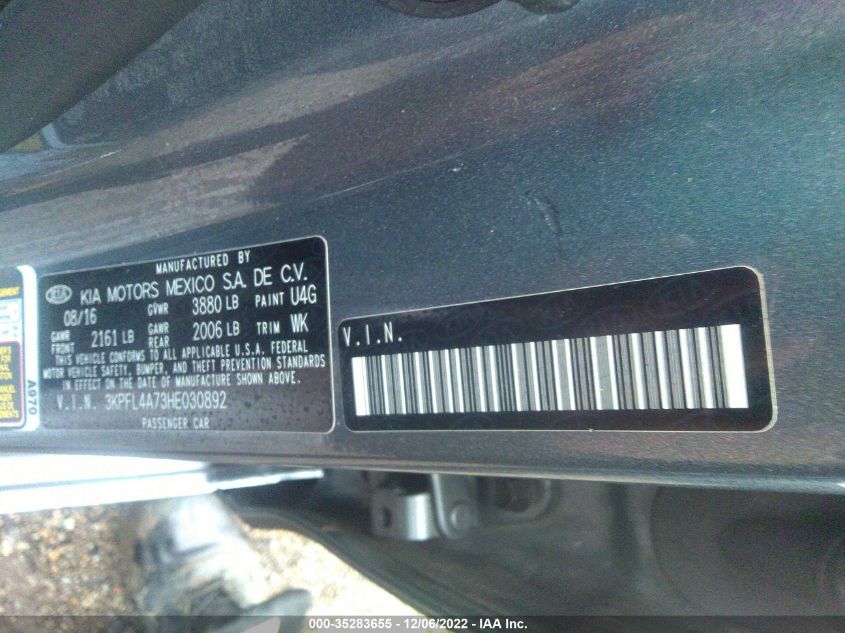 GEMENT
A970
MANUFACTURED BY
KIA KIA MOTORS MEXICO S.A. DE C.V.
08/16 GVWR 3880 LB PAINT U4G
GAWR FRONT 2161 LB GAWR REAR 2006 LB TRIM WK
THIS VEHICLE CONFORMS TO ALL APPLICABLE U.S.A. FEDERAL
MOTOR VEHICLE SAFETY, BUMPER, AND THEFT PREVENTION STANDARDS
IN EFFECT ON THE DATE OF MANUFACTURE SHOWN ABOVE.
V.I.N. 3KPFL4A73HE030892
PASSENGER CAR
V.I.N.
000-35283655 - 12/06/2022 - IAA Inc.